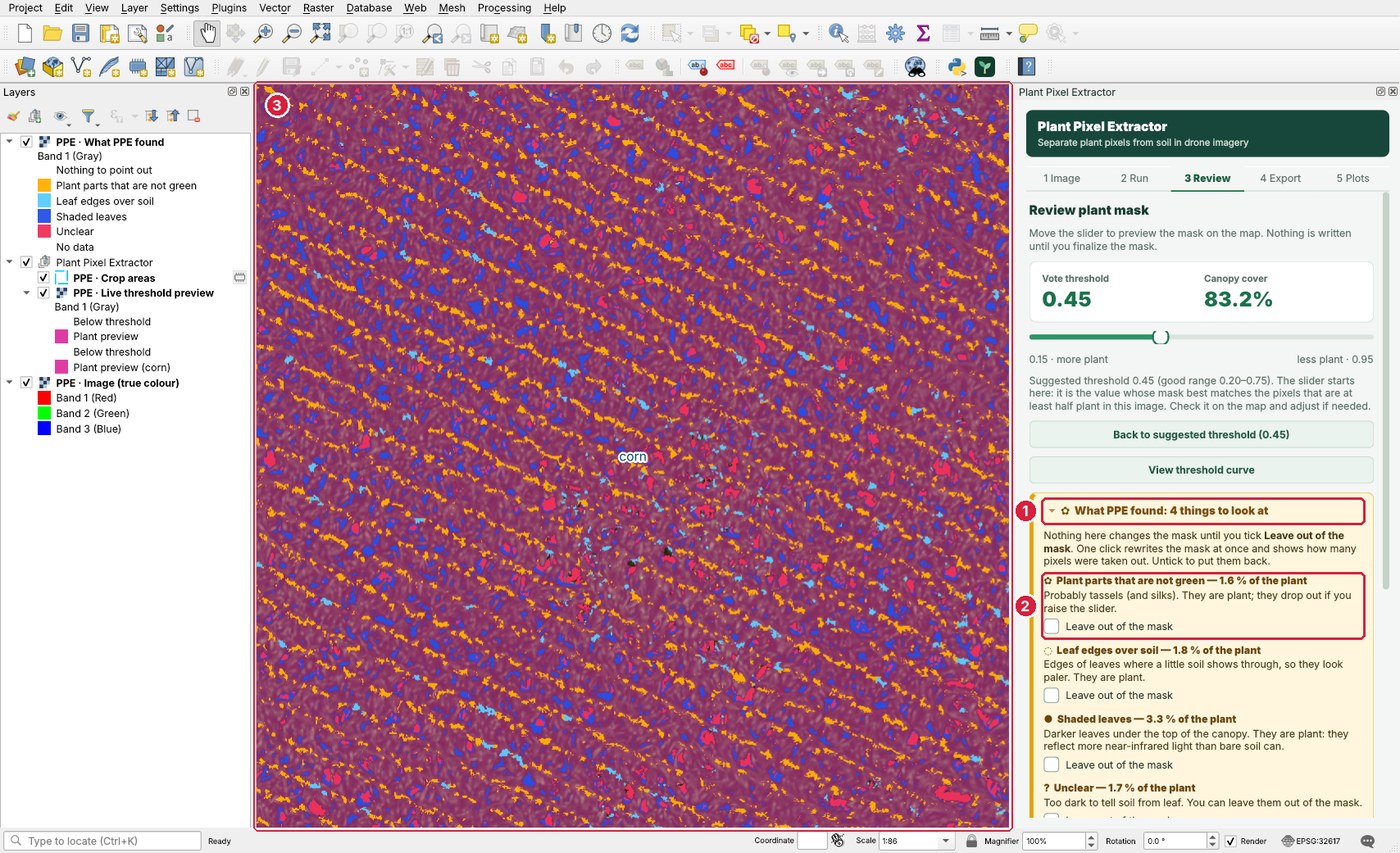 Project Edit View Layer Settings Plugins Vector Raster Database Web Mesh Processing Help
Layers
PPE · What PPE found
Band 1 (Gray)
Nothing to point out
Plant parts that are not green
Leaf edges over soil
Shaded leaves
Unclear
No data
Plant Pixel Extractor
PPE · Crop areas
PPE · Live threshold preview
Band 1 (Gray)
Below threshold
Plant preview
Below threshold
Plant preview (corn)
PPE · Image (true colour)
Band 1 (Red)
Band 2 (Green)
Band 3 (Blue)
3
corn
Plant Pixel Extractor
Plant Pixel Extractor
Separate plant pixels from soil in drone imagery
1 Image 2 Run 3 Review 4 Export 5 Plots
Review plant mask
Move the slider to preview the mask on the map. Nothing is written
until you finalize the mask.
Vote threshold Canopy cover
0.45 83.2%
0.15 · more plant less plant · 0.95
Suggested threshold 0.45 (good range 0.20–0.75). The slider starts
here: it is the value whose mask best matches the pixels that are at
least half plant in this image. Check it on the map and adjust if needed.
Back to suggested threshold (0.45)
View threshold curve
1
What PPE found: 4 things to look at
Nothing here changes the mask until you tick Leave out of the
mask. One click rewrites the mask at once and shows how many
pixels were taken out. Untick to put them back.
2
Plant parts that are not green — 1.6 % of the plant
Probably tassels (and silks). They are plant; they drop out if you
raise the slider.
Leave out of the mask
Leaf edges over soil — 1.8 % of the plant
Edges of leaves where a little soil shows through, so they look
paler. They are plant.
Leave out of the mask
Shaded leaves — 3.3 % of the plant
Darker leaves under the top of the canopy. They are plant: they
reflect more near-infrared light than bare soil can.
Leave out of the mask
? Unclear — 1.7 % of the plant
Too dark to tell soil from leaf. You can leave them out of the mask.
Type to locate (Ctrl+K) Ready Coordinate Scale 1:86 Magnifier 100% Rotation 0.0 ° Render EPSG:32617